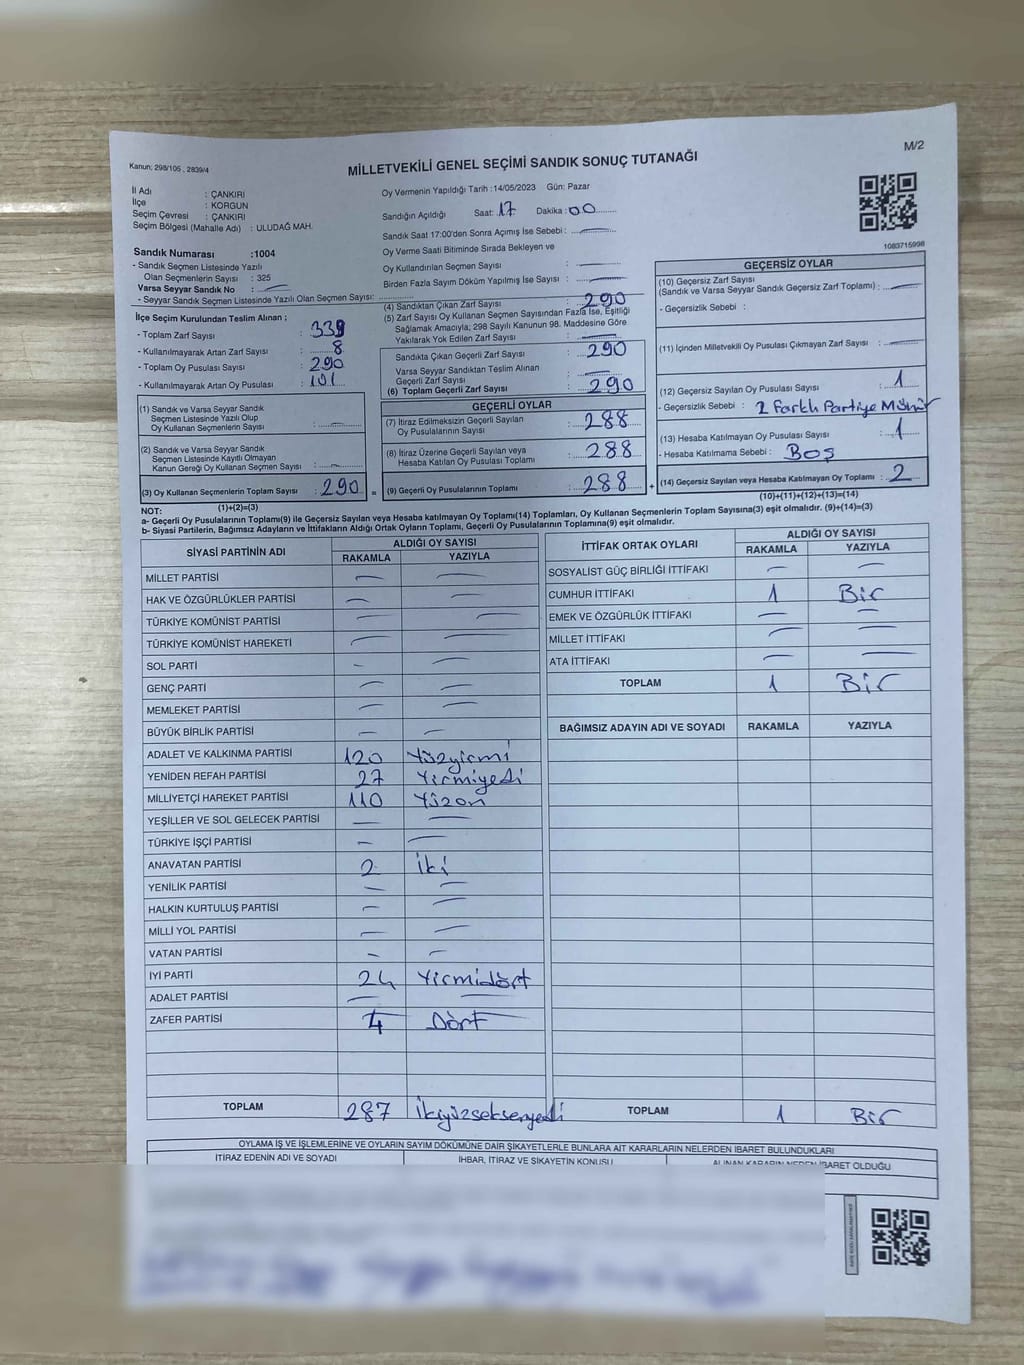 Kanun: 298/105 , 2839/4
MİLLETVEKİLİ GENEL SEÇİMİ SANDIK SONUÇ TUTANAĞI
M/2
İl Adı : ÇANKIRI
İlçe : KORGUN
Seçim Çevresi : ÇANKIRI
Seçim Bölgesi (Mahalle Adı) : ULUDAĞ MAH.
Sandık Numarası :1004
- Sandık Seçmen Listesinde Yazılı
Olan Seçmenlerin Sayısı : 325
Varsa Seyyar Sandık No :
- Seyyar Sandık Seçmen Listesinde Yazılı Olan Seçmen Sayısı:
Oy Vermenin Yapıldığı Tarih :14/05/2023 Gün: Pazar
Sandığın Açıldığı Saat: 17 Dakika : 00
Sandık Saat 17:00'den Sonra Açımış İse Sebebi :
Oy Verme Saati Bitiminde Sırada Bekleyen ve
Oy Kullandırılan Seçmen Sayısı :
Birden Fazla Sayım Dökümü Yapılmış İse Sayısı :
1083715998
İlçe Seçim Kurulundan Teslim Alınan ;
- Toplam Zarf Sayısı : 339
- Kullanılmayarak Artan Zarf Sayısı : 8
- Toplam Oy Pusulası Sayısı : 290
- Kullanılmayarak Artan Oy Pusulası : 101
(1) Sandık ve Varsa Seyyar Sandık
Seçmen Listesinde Yazılı Olup
Oy Kullanan Seçmenlerin Sayısı :
(2) Sandık ve Varsa Seyyar Sandık
Seçmen Listesinde Kayıtlı Olmayan
Kanun Gereği Oy Kullanan Seçmen Sayısı :
(3) Oy Kullanan Seçmenlerin Toplam Sayısı : 290
(1)+(2)=(3)
(4) Sandıktan Çıkan Zarf Sayısı : 290
(5) Zarf Sayısı Oy Kullanan Seçmen Sayısından Fazla İse, Eşitliği
Sağlamak Amacıyla; 298 Sayılı Kanunun 98. Maddesine Göre
Yakılarak Yok Edilen Zarf Sayısı :
Sandıkta Çıkan Geçerli Zarf Sayısı : 290
Varsa Seyyar Sandıktan Teslim Alınan
Geçerli Zarf Sayısı :
(6) Toplam Geçerli Zarf Sayısı : 290
GEÇERLİ OYLAR
(7) İtiraz Edilmeksizin Geçerli Sayılan
Oy Pusulalarının Sayısı : 288
(8) İtiraz Üzerine Geçerli Sayılan veya
Hesaba Katılan Oy Pusulası Toplamı : 288
= (9) Geçerli Oy Pusulalarının Toplamı : 288 +
GEÇERSİZ OYLAR
(10) Geçersiz Zarf Sayısı
(Sandık ve Varsa Seyyar Sandık Geçersiz Zarf Toplamı) :
- Geçersizlik Sebebi :
(11) İçinden Milletvekili Oy Pusulası Çıkmayan Zarf Sayısı :
(12) Geçersiz Sayılan Oy Pusulası Sayısı : 1
- Geçersizlik Sebebi : 2 Farklı Partiye Mühür
(13) Hesaba Katılmayan Oy Pusulası Sayısı : 1
- Hesaba Katılmama Sebebi : Boş
(14) Geçersiz Sayılan veya Hesaba Katılmayan Oy Toplamı : 2
(10)+(11)+(12)+(13)=(14)
NOT:
a- Geçerli Oy Pusulalarının Toplamı(9) ile Geçersiz Sayılan veya Hesaba katılmayan Oy Toplamı(14) Toplamları, Oy Kullanan Seçmenlerin Toplam Sayısına(3) eşit olmalıdır. (9)+(14)=(3)
b- Siyasi Partilerin, Bağımsız Adayların ve İttifakların Aldığı Ortak Oyların Toplamı, Geçerli Oy Pusulalarının Toplamına(9) eşit olmalıdır.
SİYASİ PARTİNİN ADI ALDIĞI OY SAYISI
RAKAMLA YAZIYLA
MİLLET PARTİSİ
HAK VE ÖZGÜRLÜKLER PARTİSİ
TÜRKİYE KOMÜNİST PARTİSİ
TÜRKİYE KOMÜNİST HAREKETİ
SOL PARTİ
GENÇ PARTİ
MEMLEKET PARTİSİ
BÜYÜK BİRLİK PARTİSİ
ADALET VE KALKINMA PARTİSİ 120 Yüzyirmi
YENİDEN REFAH PARTİSİ 27 Yirmiyedi
MİLLİYETÇİ HAREKET PARTİSİ 110 Yüzon
YEŞİLLER VE SOL GELECEK PARTİSİ
TÜRKİYE İŞÇİ PARTİSİ
ANAVATAN PARTİSİ 2 İki
YENİLİK PARTİSİ
HALKIN KURTULUŞ PARTİSİ
MİLLİ YOL PARTİSİ
VATAN PARTİSİ
İYİ PARTİ 24 Yirmidört
ADALET PARTİSİ
ZAFER PARTİSİ 4 Dört
TOPLAM 287 İkiyüzseksenyedi
İTTİFAK ORTAK OYLARI ALDIĞI OY SAYISI
RAKAMLA YAZIYLA
SOSYALİST GÜÇ BİRLİĞİ İTTİFAKI
CUMHUR İTTİFAKI 1 Bir
EMEK VE ÖZGÜRLÜK İTTİFAKI
MİLLET İTTİFAKI
ATA İTTİFAKI
TOPLAM 1 Bir
BAĞIMSIZ ADAYIN ADI VE SOYADI RAKAMLA YAZIYLA
TOPLAM 1 Bir
OYLAMA İŞ VE İŞLEMLERİNE VE OYLARIN SAYIM DÖKÜMÜNE DAİR ŞİKAYETLERLE BUNLARA AİT KARARLARIN NELERDEN İBARET BULUNDUKLARI
İTİRAZ EDENİN ADI VE SOYADI İHBAR, İTİRAZ VE ŞİKAYETİN KONUSU ALINAN KARARIN NEDEN İBARET OLDUĞU